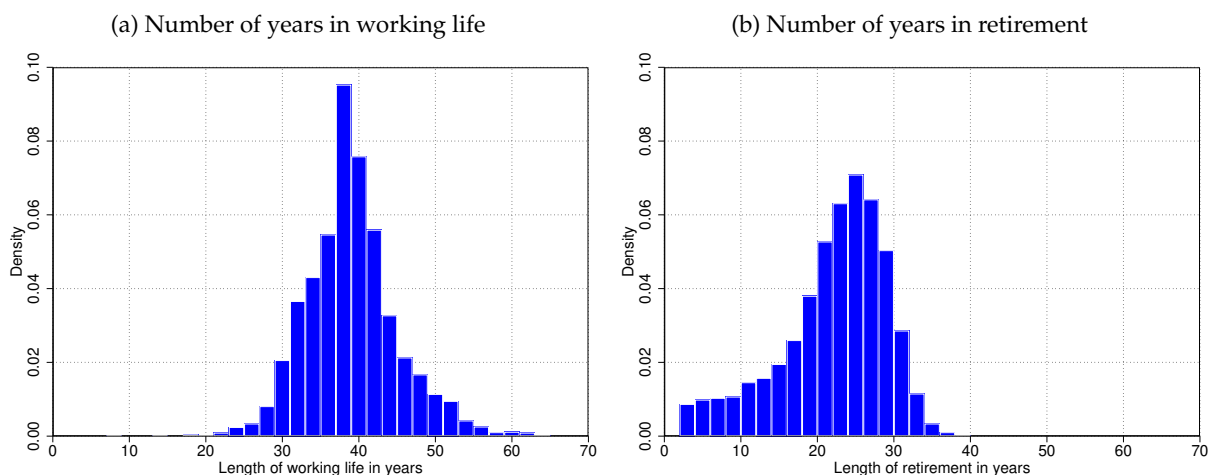 (a) Number of years in working life
0.10
0.08
0.06
0.04
0.02
0.00
Density
0 10 20 30 40 50 60 70
Length of working life in years
(b) Number of years in retirement
0.10
0.08
0.06
0.04
0.02
0.00
Density
0 10 20 30 40 50 60 70
Length of retirement in years